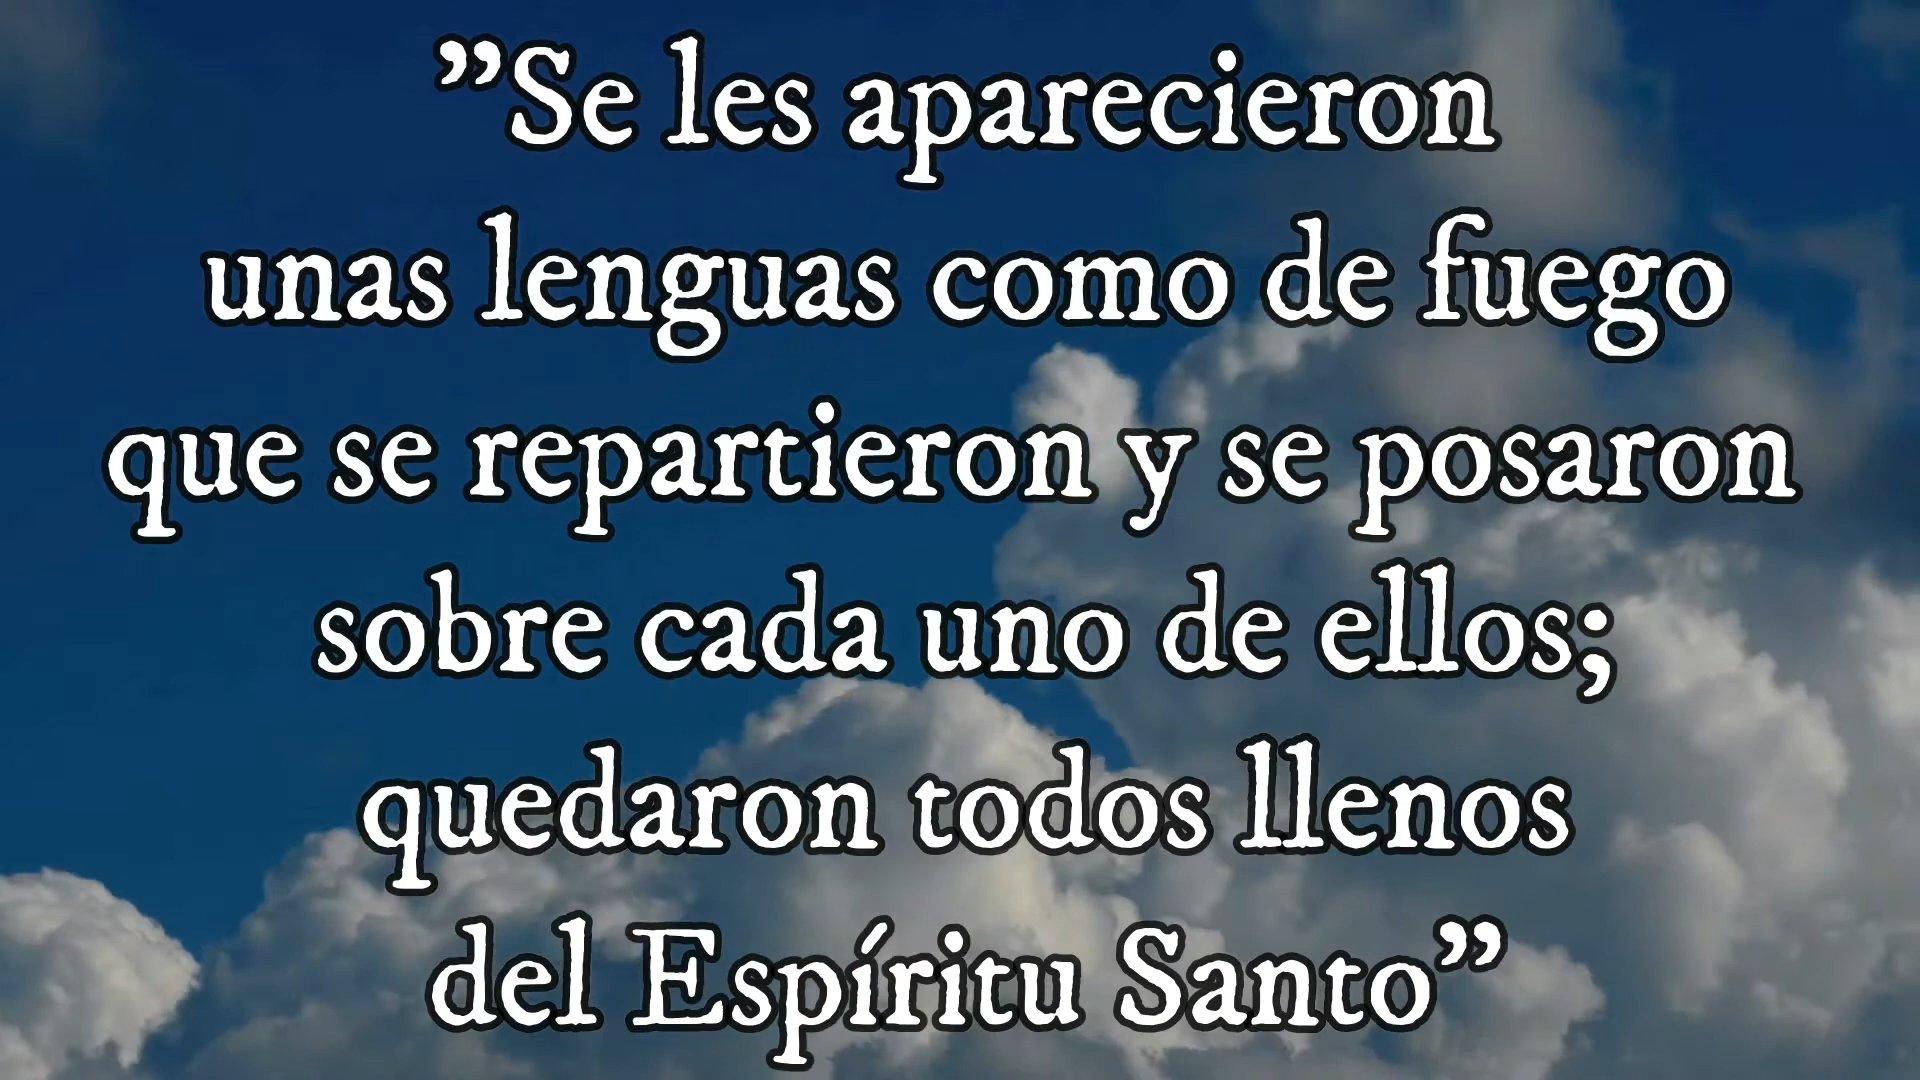 ”Se les aparecieron
unas lenguas como de fuego
que se repartieron y se posaron
sobre cada uno de ellos;
quedaron todos llenos
del Espíritu Santo”